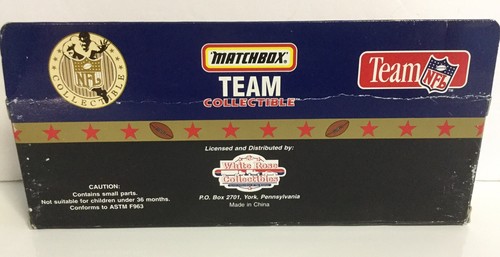 NFL
COLLECTIBLE
MATCHBOX
TEAM
COLLECTIBLE
Team NFL
Licensed and Distributed by:
White Rose
Collectibles
P.O. Box 2701, York, Pennsylvania
Made in China
CAUTION:
Contains small parts.
Not suitable for children under 36 months.
Conforms to ASTM F963